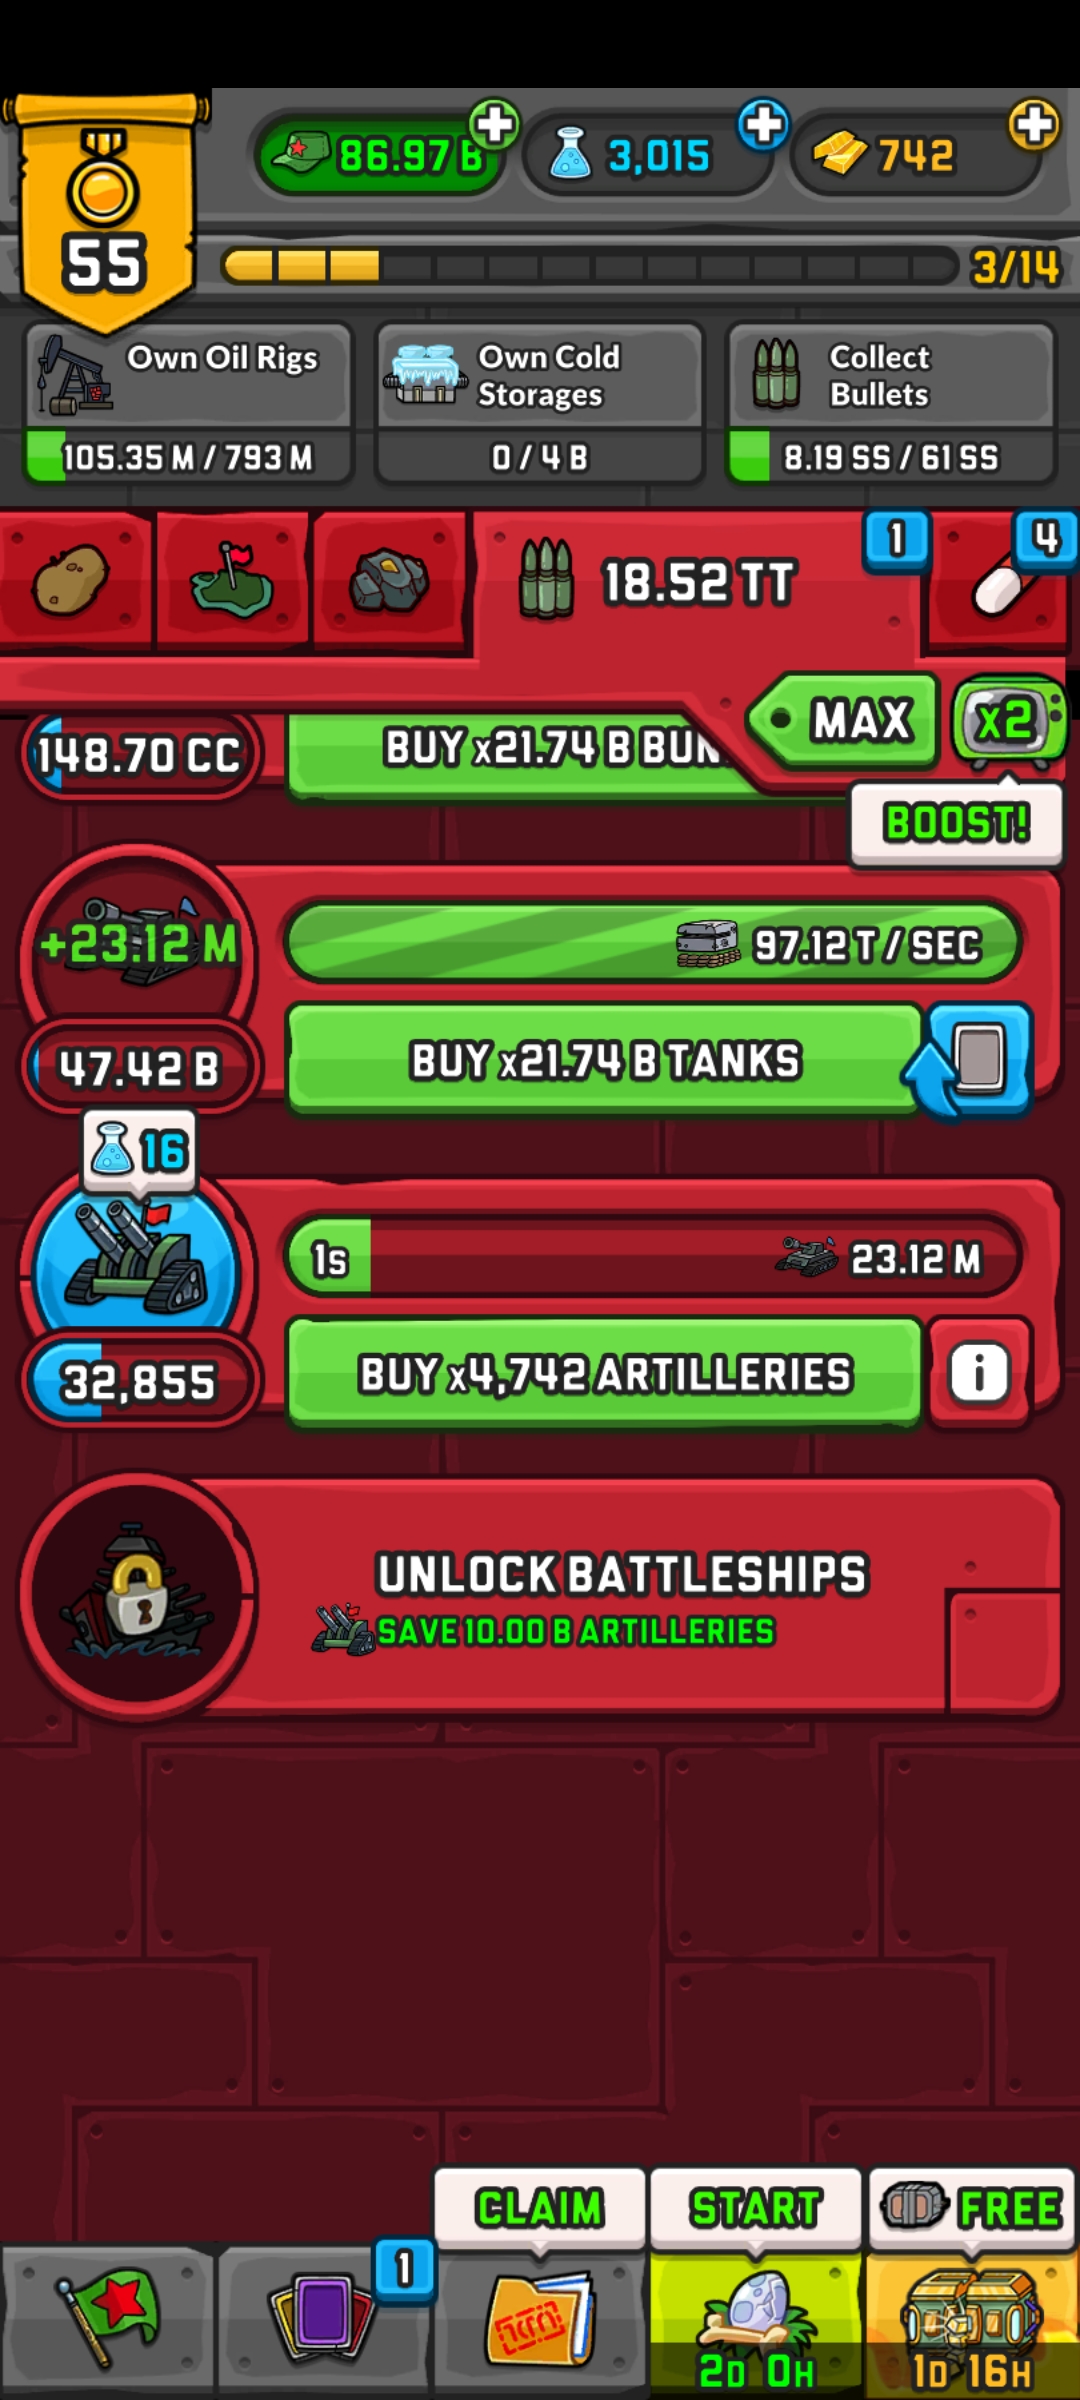 86.97 B
3,015
742
55
3/14
Own Oil Rigs
105.35 M / 793 M
Own Cold
Storages
0 / 4 B
Collect
Bullets
8.19 SS / 61 SS
18.52 TT
1
4
MAX
x2
BOOST!
148.70 CC
BUY x21.74 B BUN
+23.12 M
97.12 T / SEC
47.42 B
BUY x21.74 B TANKS
16
1s
23.12 M
32,855
BUY x4,742 ARTILLERIES
i
UNLOCK BATTLESHIPS
SAVE 10.00 B ARTILLERIES
CLAIM
START
FREE
1
2D 0H
1D 16H